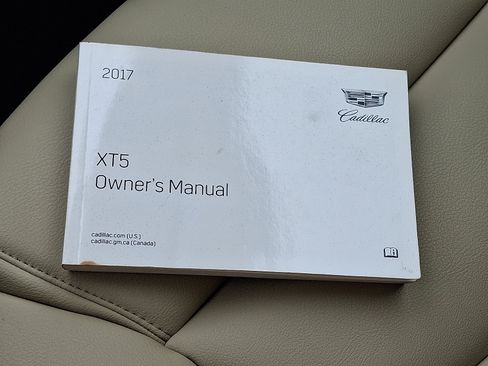 2017
Cadillac
XT5
Owner's Manual
cadillac.com (U.S.)
cadillac.gm.ca (Canada)